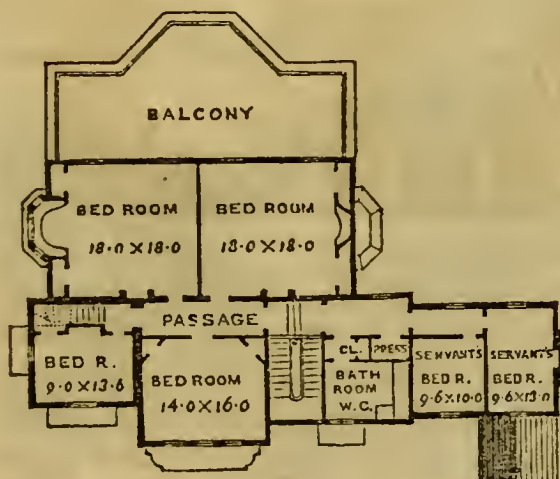 BALCONY
BED ROOM
18·0 X 18·0
BED ROOM
18·0 X 18·0
PASSAGE
BED R.
9·0 X 13·6
BED ROOM
14·0 X 16·0
CL.
PRESS
BATH
ROOM
W.C.
SERVANTS
BED R.
9·6 X 10·0
SERVANTS
BED R.
9·6 X 13·0